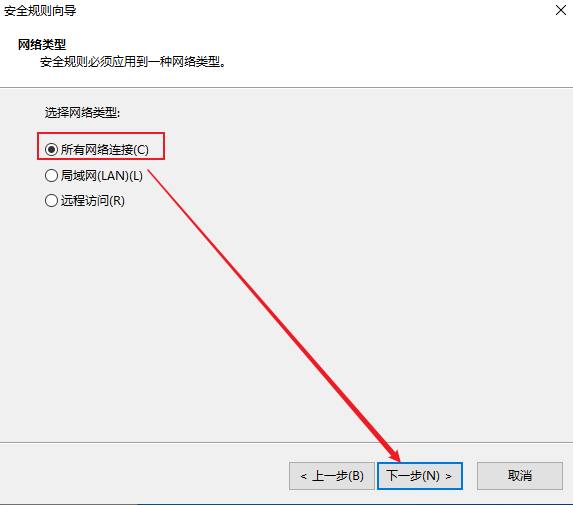 安全规则向导
网络类型
安全规则必须应用到一种网络类型。
选择网络类型:
所有网络连接(C)
局域网(LAN)(L)
远程访问(R)
< 上一步(B)
下一步(N) >
取消